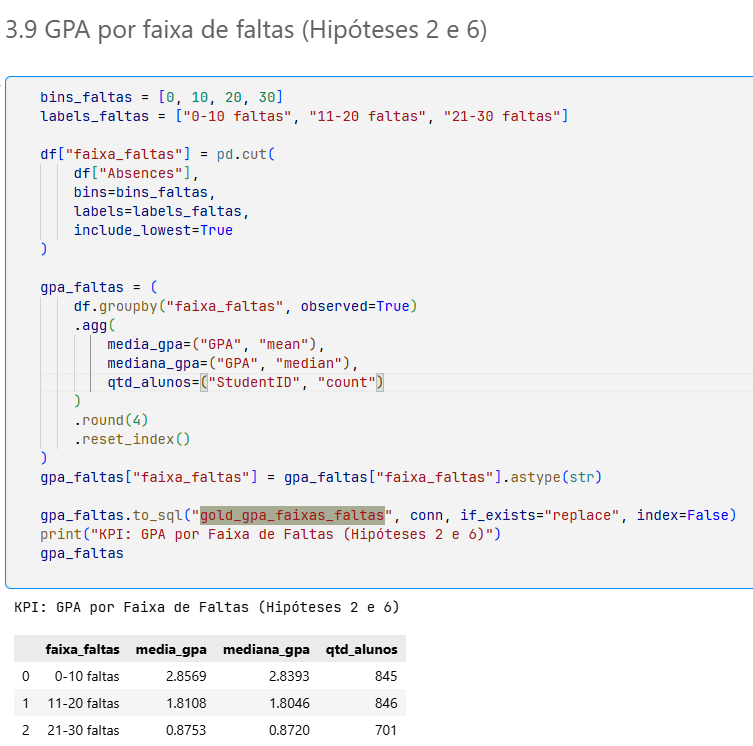 3.9 GPA por faixa de faltas (Hipóteses 2 e 6)
bins_faltas = [0, 10, 20, 30]
labels_faltas = ["0-10 faltas", "11-20 faltas", "21-30 faltas"]
df["faixa_faltas"] = pd.cut(
df["Absences"],
bins=bins_faltas,
labels=labels_faltas,
include_lowest=True
)
gpa_faltas = (
df.groupby("faixa_faltas", observed=True)
.agg(
media_gpa=("GPA", "mean"),
mediana_gpa=("GPA", "median"),
qtd_alunos=("StudentID", "count")
)
.round(4)
.reset_index()
)
gpa_faltas["faixa_faltas"] = gpa_faltas["faixa_faltas"].astype(str)
gpa_faltas.to_sql("gold_gpa_faixas_faltas", conn, if_exists="replace", index=False)
print("KPI: GPA por Faixa de Faltas (Hipóteses 2 e 6)")
gpa_faltas
KPI: GPA por Faixa de Faltas (Hipóteses 2 e 6)
faixa_faltas media_gpa mediana_gpa qtd_alunos
0 0-10 faltas 2.8569 2.8393 845
1 11-20 faltas 1.8108 1.8046 846
2 21-30 faltas 0.8753 0.8720 701